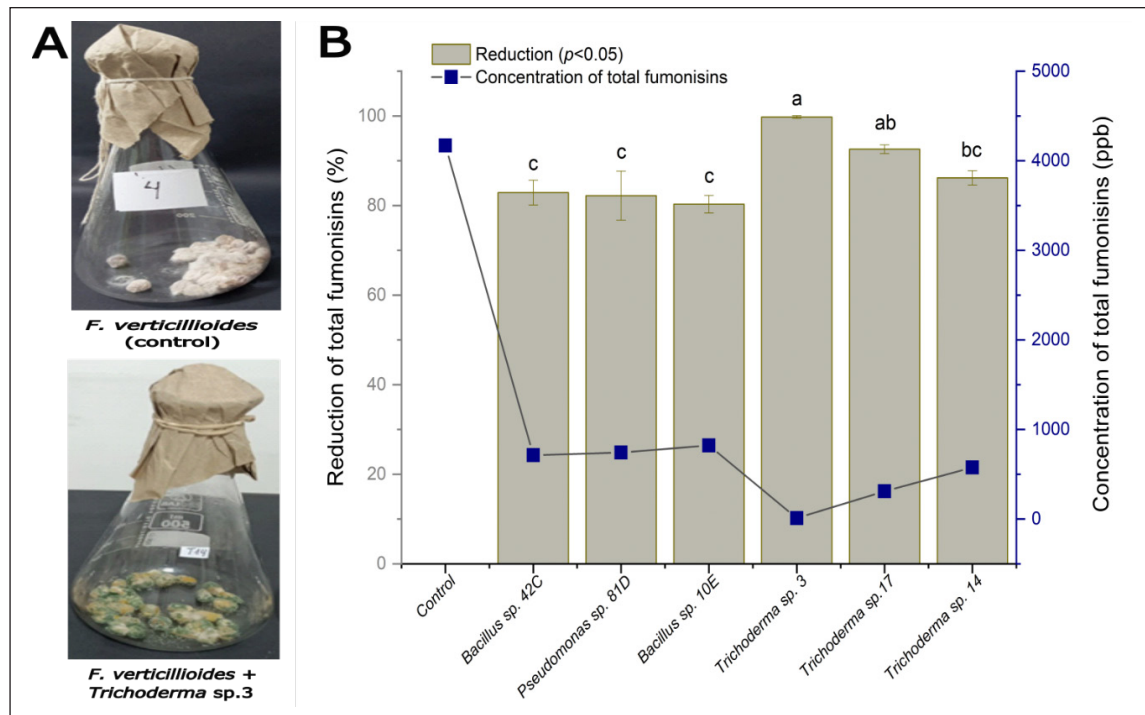 A
4
F. verticillioides
(control)
F. verticillioides +
Trichoderma sp.3
B
Reduction (p<0.05)
Concentration of total fumonisins
Reduction of total fumonisins (%)
100
80
60
40
20
0
a
ab
bc
c
c
c
5000
4000
3000
2000
1000
0
Concentration of total fumonisins (ppb)
Control
Bacillus sp. 42C
Pseudomonas sp. 81D
Bacillus sp. 10E
Trichoderma sp. 3
Trichoderma sp.17
Trichoderma sp. 14